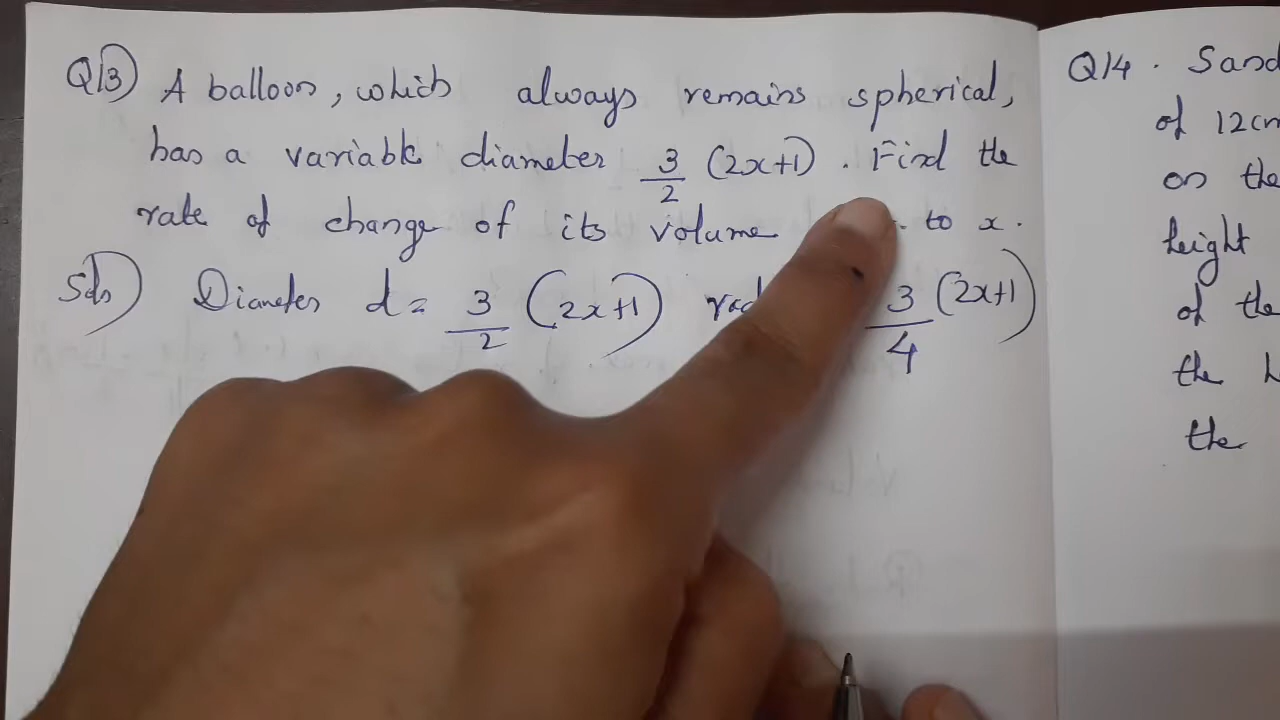 Q13) A balloon, which always remains spherical,
has a variable diameter 3/2 (2x+1). Find the
rate of change of its volume to x.
Soln) Diameter d = 3/2 (2x+1) 3/4 (2x+1)
Q14. Sand
of 12cm
on the
height
of the
the
the